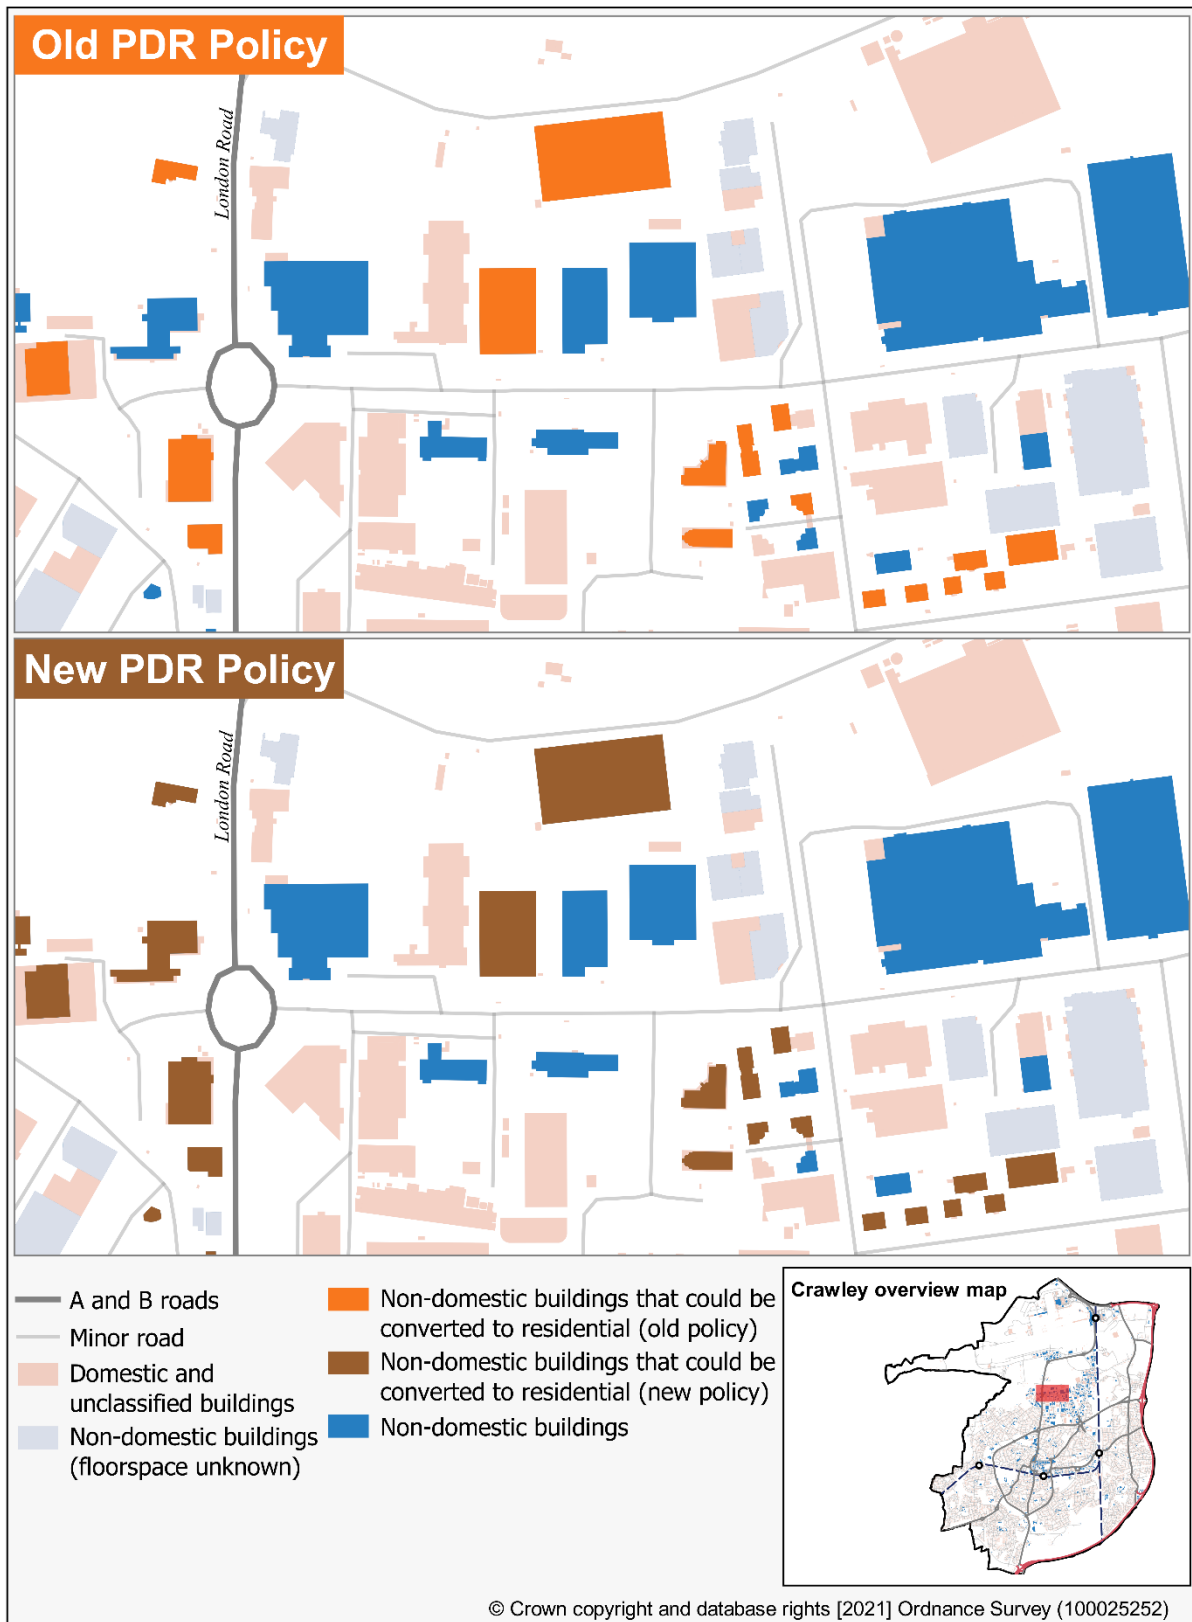 Old PDR Policy
London Road
New PDR Policy
London Road
A and B roads
Minor road
Domestic and
unclassified buildings
Non-domestic buildings
(floorspace unknown)
Non-domestic buildings that could be
converted to residential (old policy)
Non-domestic buildings that could be
converted to residential (new policy)
Non-domestic buildings
Crawley overview map
© Crown copyright and database rights [2021] Ordnance Survey (100025252)